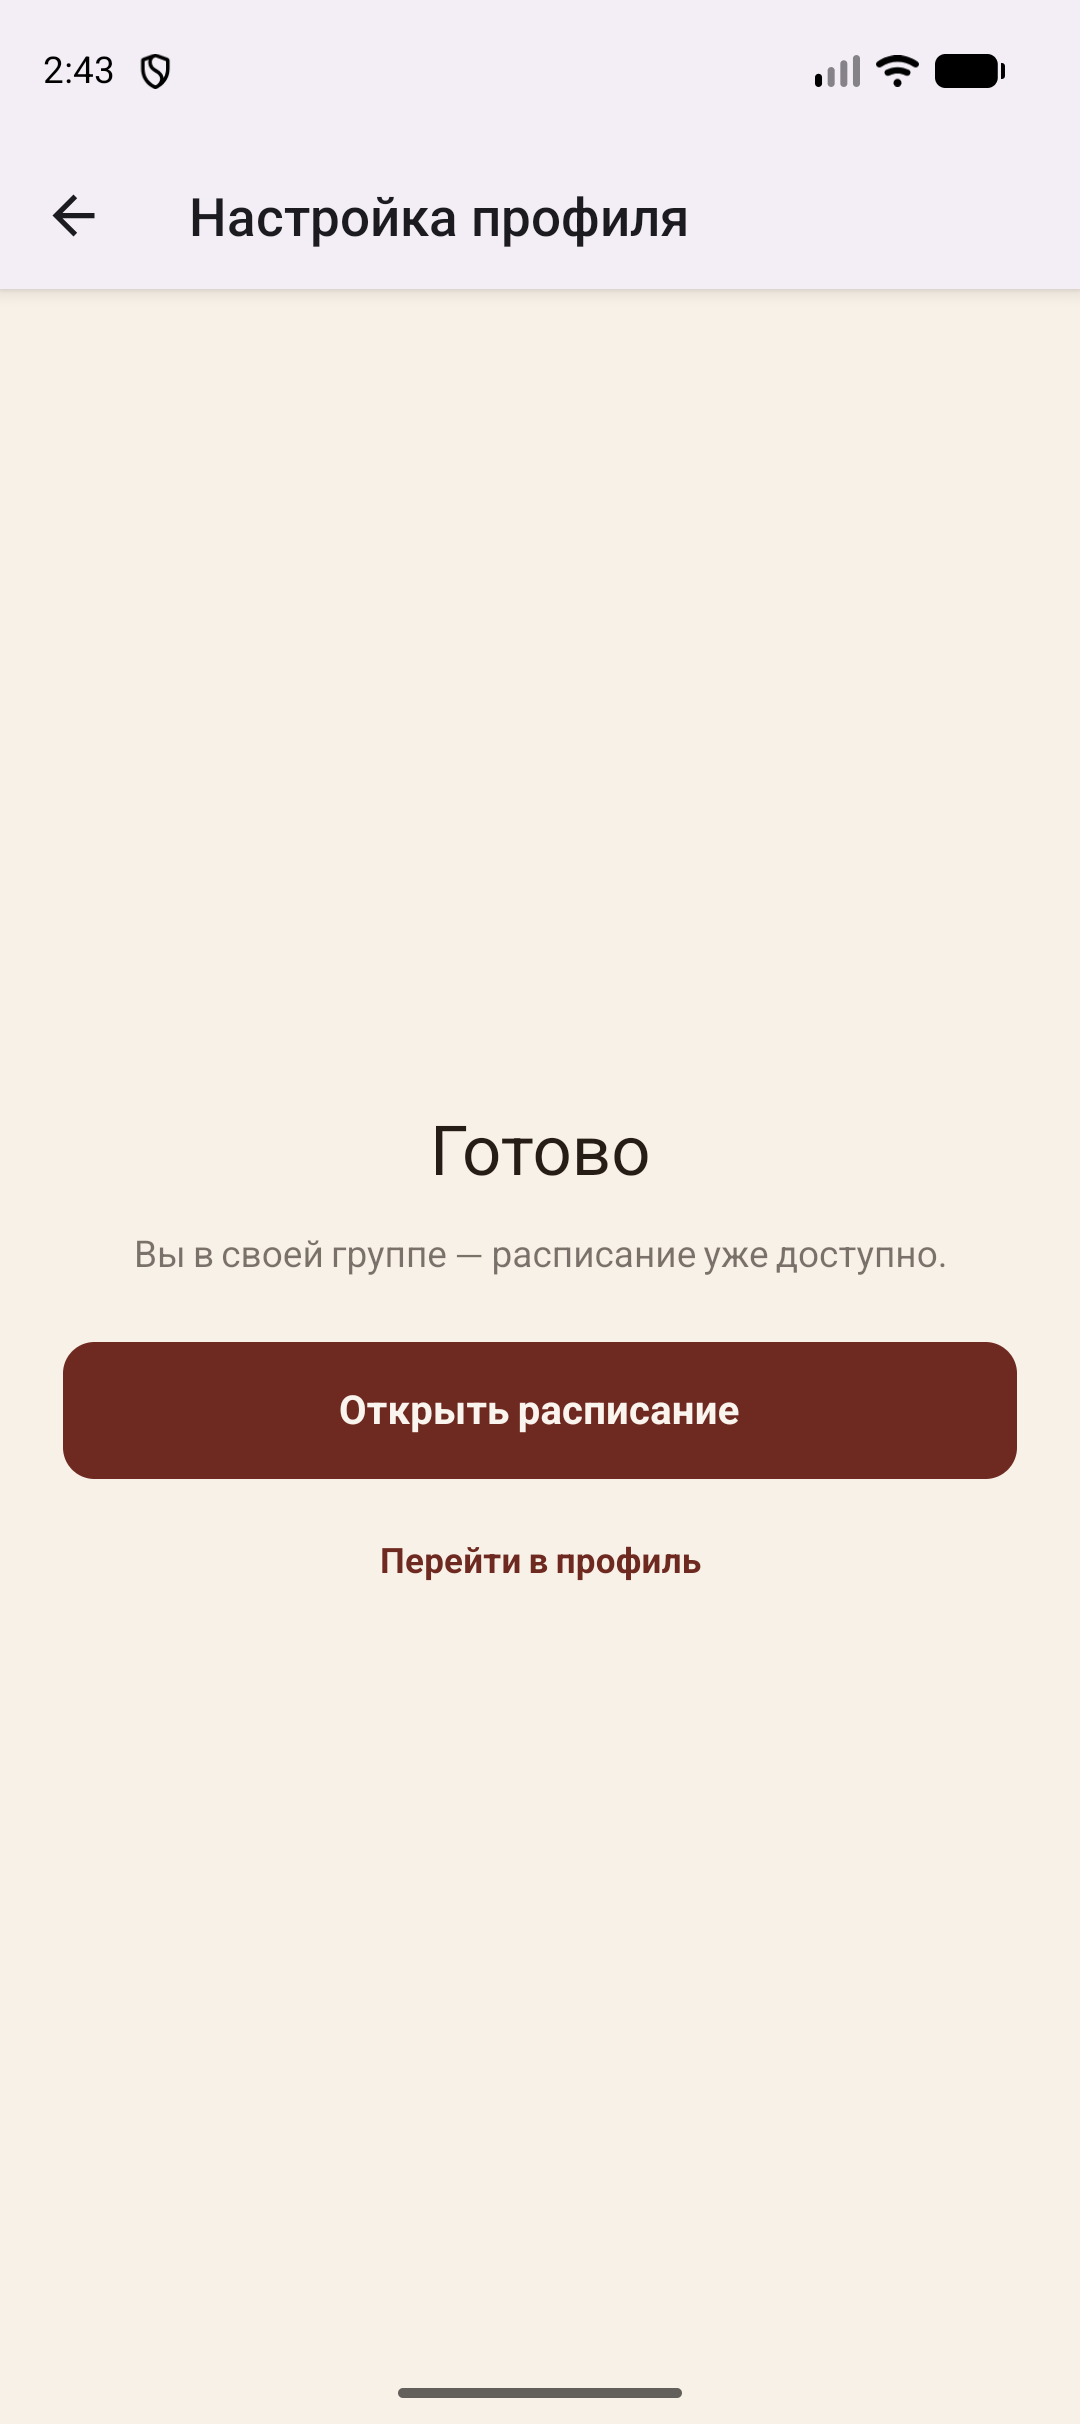 2:43
Настройка профиля
Готово
Вы в своей группе — расписание уже доступно.
Открыть расписание
Перейти в профиль